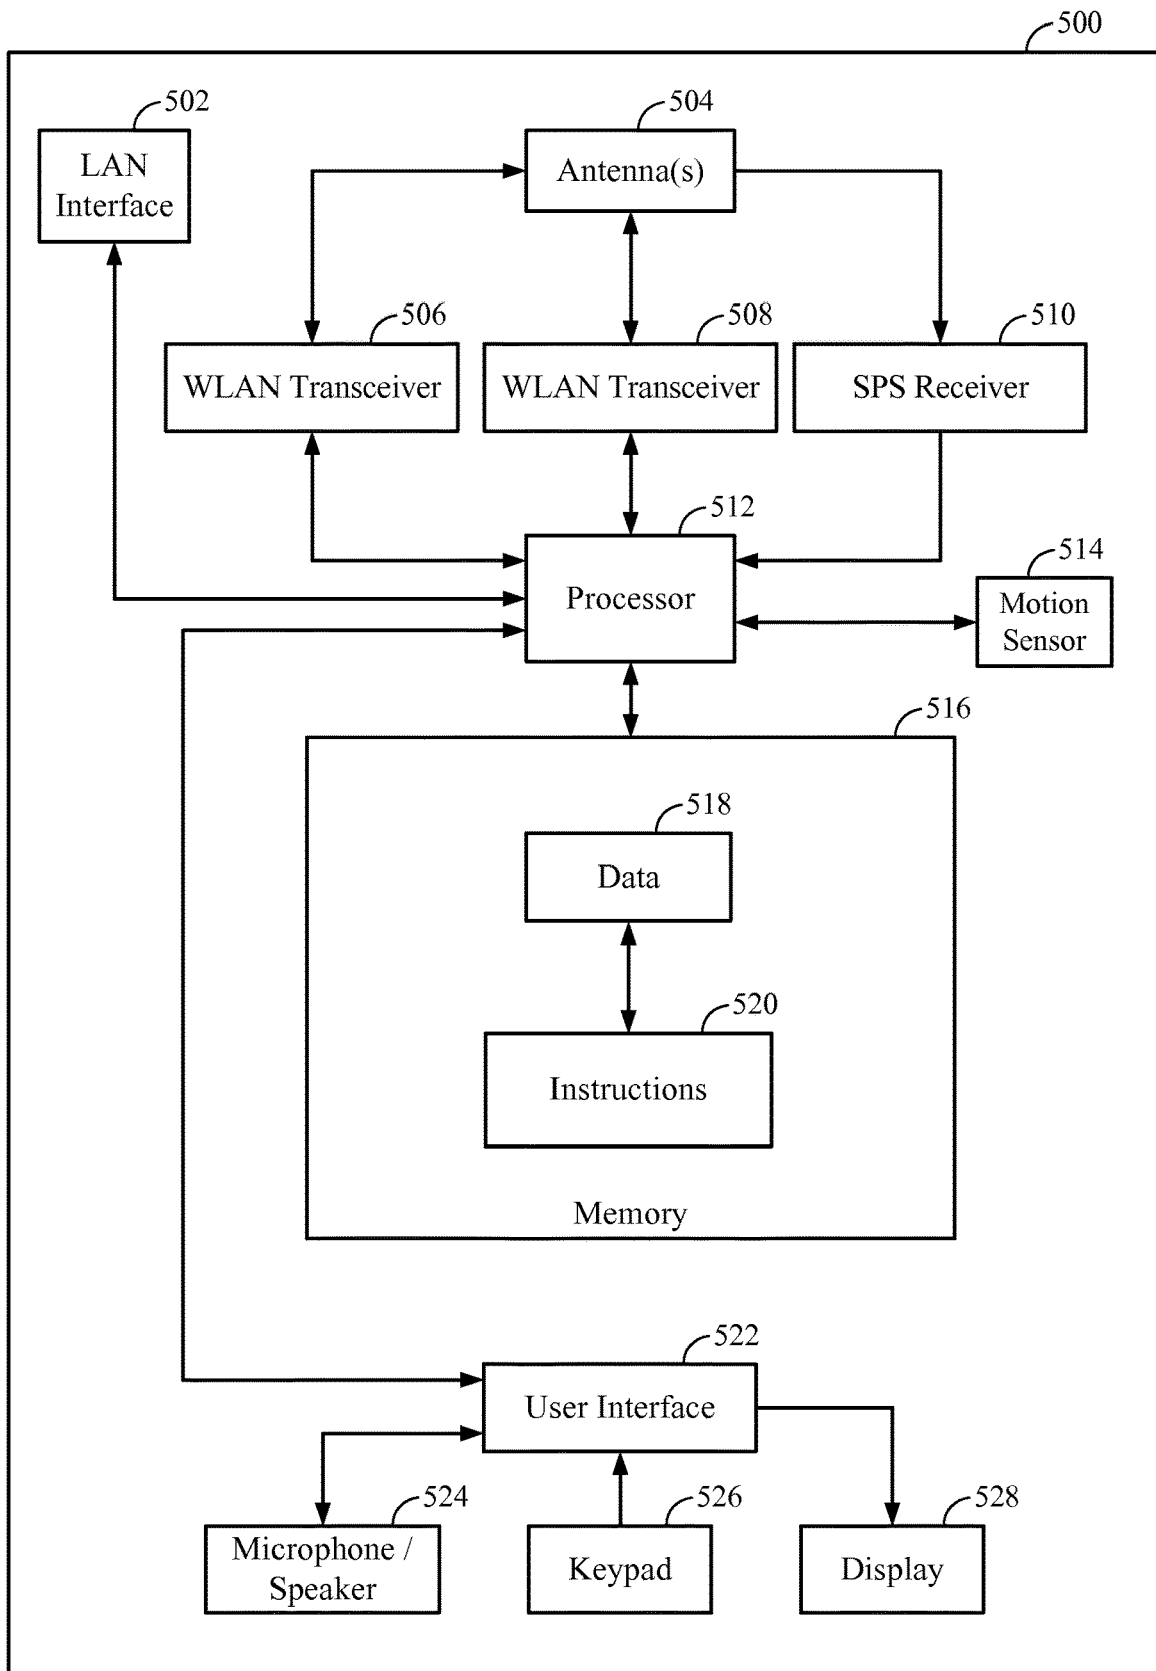 500
502
504
LAN
Interface
Antenna(s)
506
508
510
WLAN Transceiver
WLAN Transceiver
SPS Receiver
512
514
Processor
Motion
Sensor
516
518
Data
520
Instructions
Memory
522
User Interface
524
526
528
Microphone /
Speaker
Keypad
Display